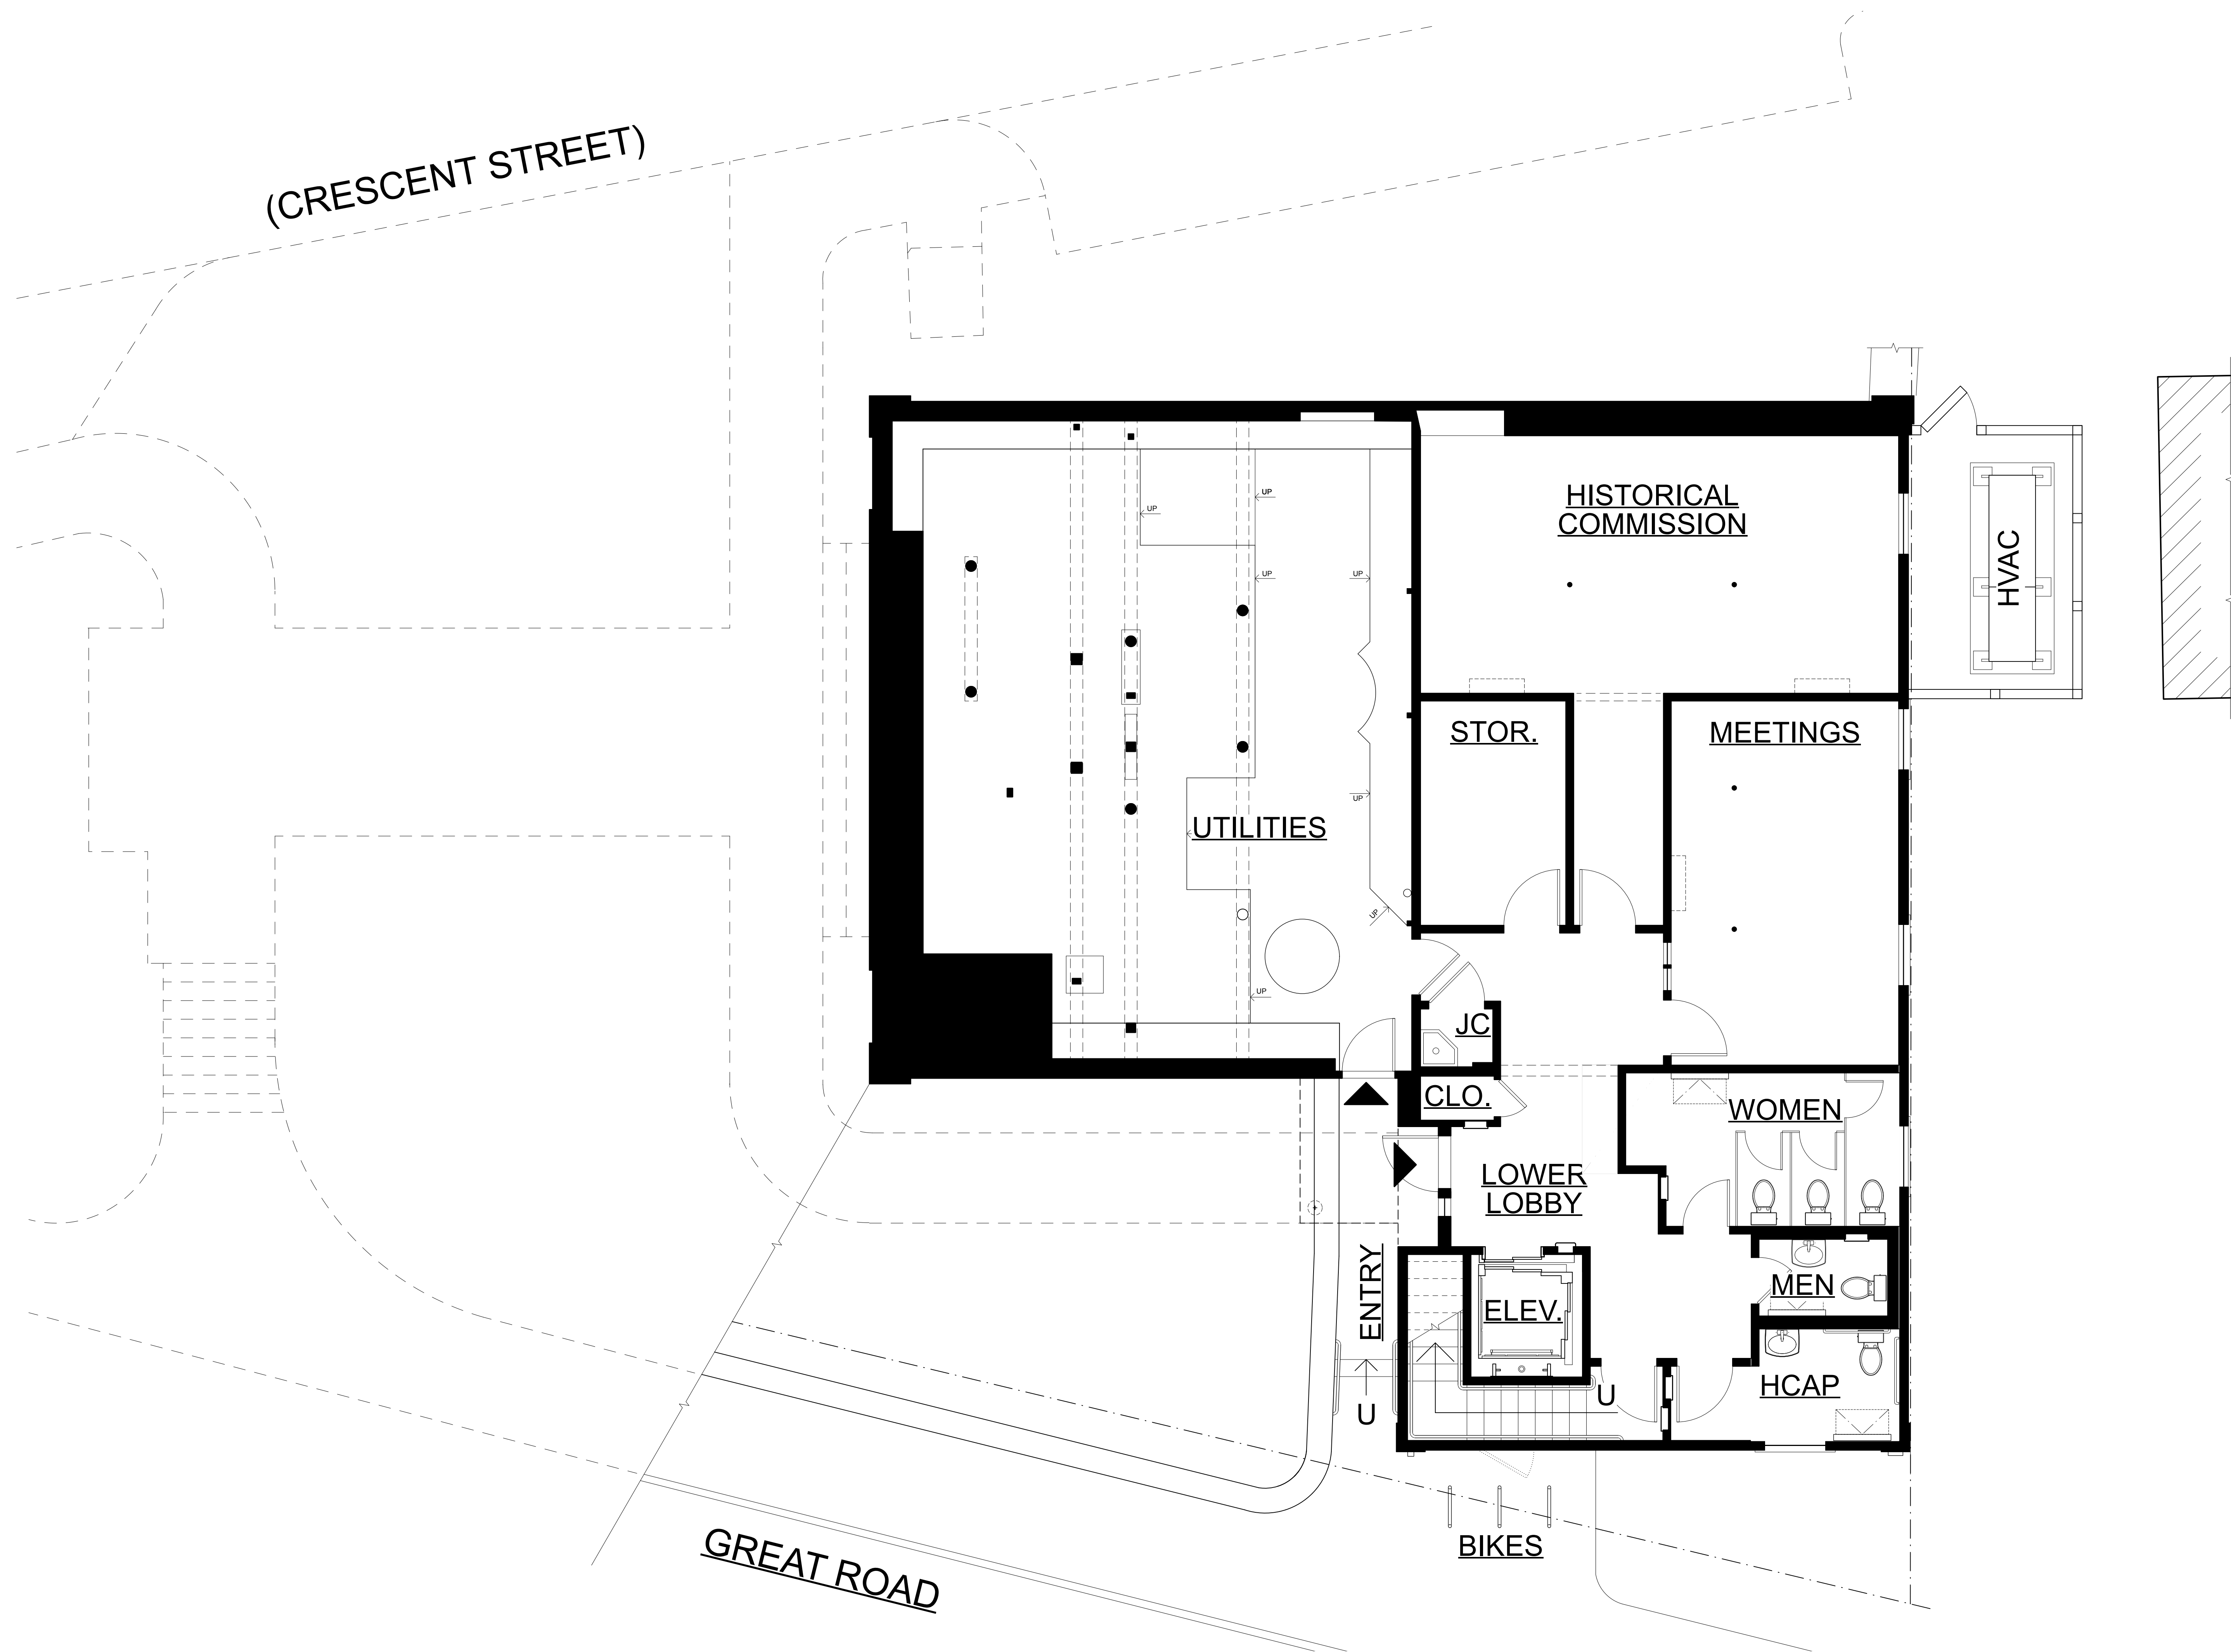 (CRESCENT STREET)
HISTORICAL
COMMISSION
UP
UP
UP
UP
HVAC
STOR.
MEETINGS
UP
UTILITIES
UP
UP
JC
CLO.
WOMEN
LOWER
LOBBY
ENTRY
MEN
ELEV.
HCAP
U
U
BIKES
GREAT ROAD